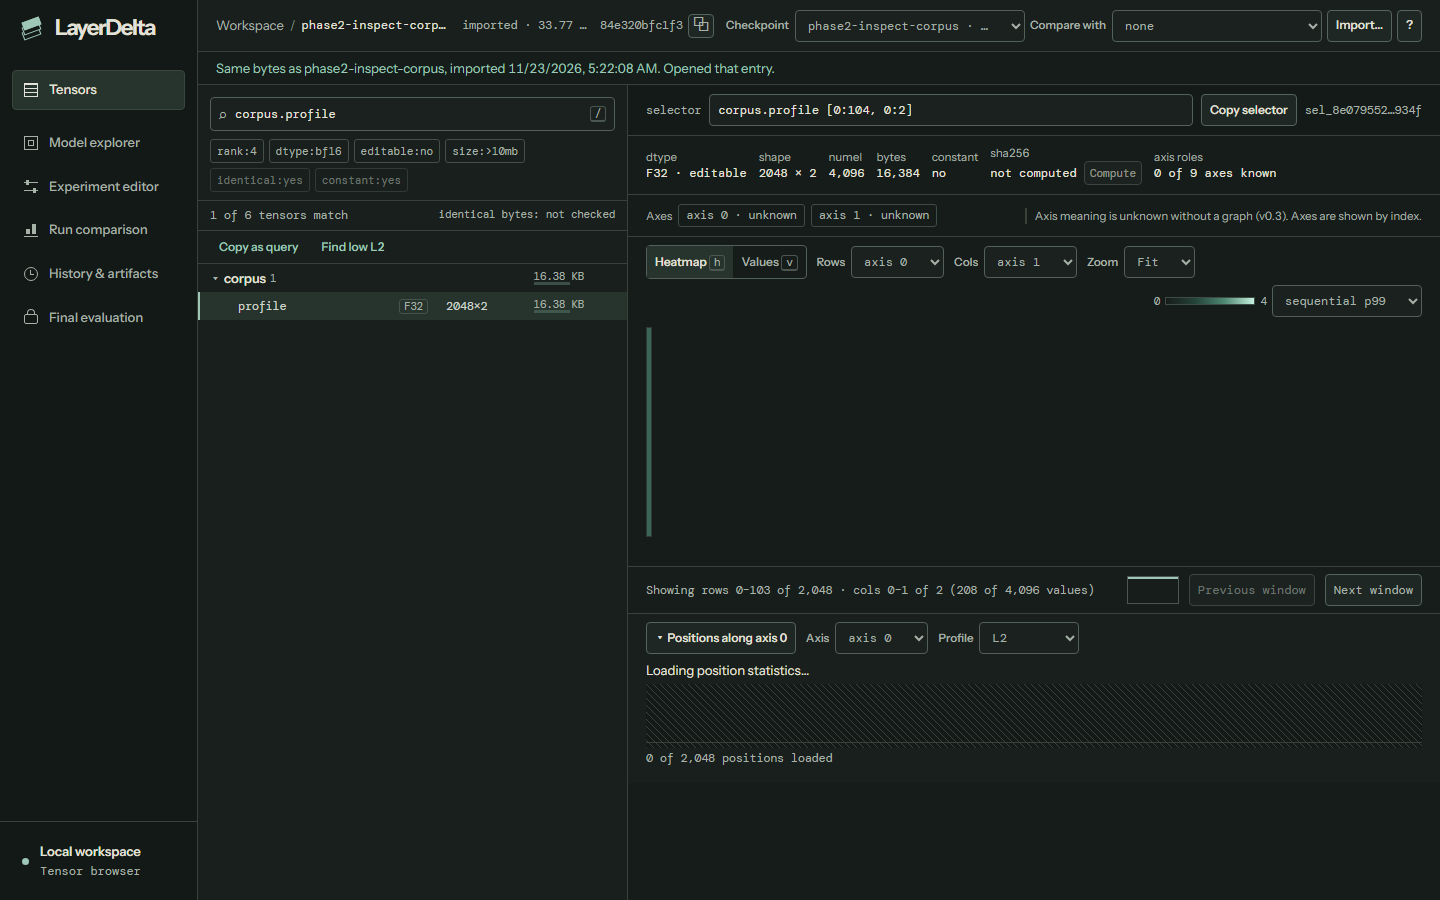 LayerDelta
Tensors
Model explorer
Experiment editor
Run comparison
History & artifacts
Final evaluation
Local workspace
Tensor browser
Workspace / phase2-inspect-corp… imported · 33.77 … 84e320bfc1f3 Checkpoint phase2-inspect-corpus · … Compare with none Import… ?
Same bytes as phase2-inspect-corpus, imported 11/23/2026, 5:22:08 AM. Opened that entry.
corpus.profile /
rank:4 dtype:bf16 editable:no size:>10mb
identical:yes constant:yes
1 of 6 tensors match identical bytes: not checked
Copy as query Find low L2
corpus 1 16.38 KB
profile F32 2048×2 16.38 KB
selector corpus.profile [0:104, 0:2] Copy selector sel_8e079552…934f
dtype shape numel bytes constant sha256 axis roles
F32 · editable 2048 × 2 4,096 16,384 no not computed Compute 0 of 9 axes known
Axes axis 0 · unknown axis 1 · unknown Axis meaning is unknown without a graph (v0.3). Axes are shown by index.
Heatmap h Values v Rows axis 0 Cols axis 1 Zoom Fit
0 4 sequential p99
Showing rows 0–103 of 2,048 · cols 0–1 of 2 (208 of 4,096 values) Previous window Next window
Positions along axis 0 Axis axis 0 Profile L2
Loading position statistics…
0 of 2,048 positions loaded